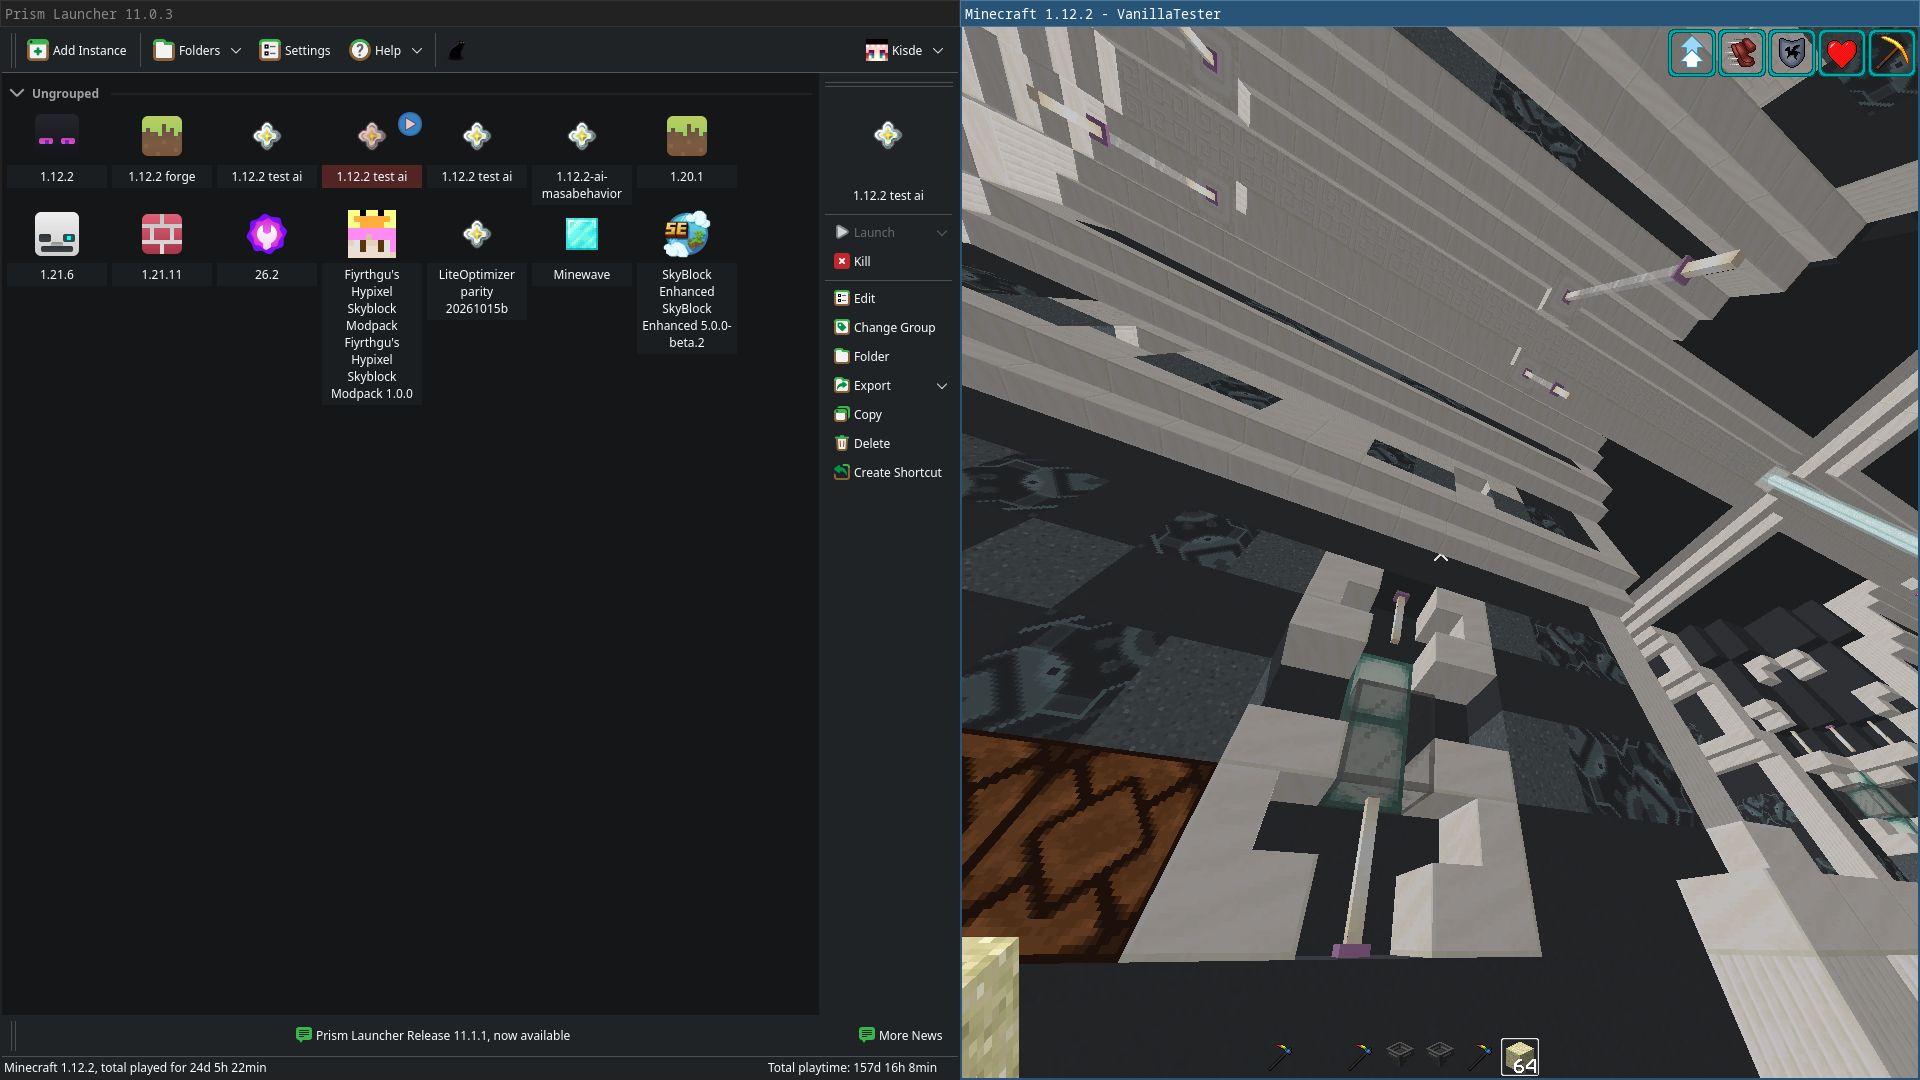 Prism Launcher 11.0.3
Minecraft 1.12.2 - VanillaTester
Add Instance
Folders
Settings
Help
Kisde
Ungrouped
1.12.2
1.12.2 forge
1.12.2 test ai
1.12.2 test ai
1.12.2 test ai
1.12.2-ai-
masabehavior
1.20.1
1.21.6
1.21.11
26.2
Fiyrthgu's
Hypixel
Skyblock
Modpack
Fiyrthgu's
Hypixel
Skyblock
Modpack 1.0.0
LiteOptimizer
parity
20261015b
Minewave
SE
SkyBlock
Enhanced
SkyBlock
Enhanced 5.0.0-
beta.2
1.12.2 test ai
Launch
Kill
Edit
Change Group
Folder
Export
Copy
Delete
Create Shortcut
Prism Launcher Release 11.1.1, now available
More News
Minecraft 1.12.2, total played for 24d 5h 22min
Total playtime: 157d 16h 8min
64